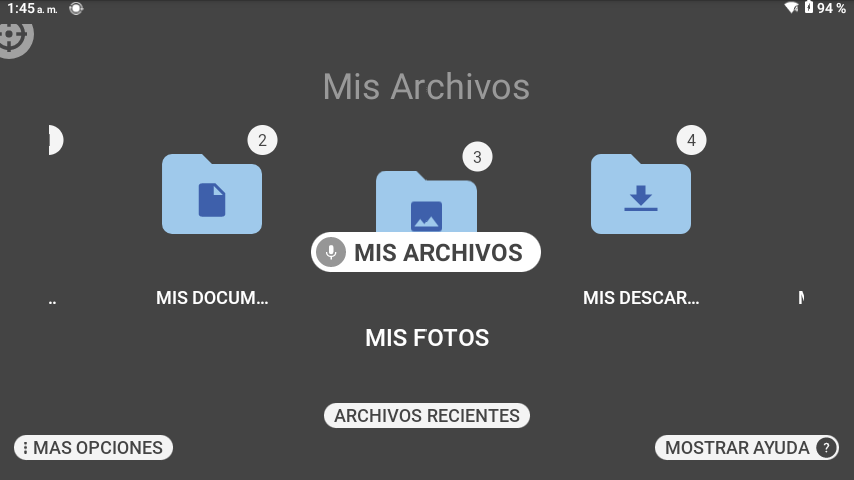 1:45 a. m.
94 %
Mis Archivos
2
3
4
MIS ARCHIVOS
..
MIS DOCUM...
MIS DESCAR...
MIS FOTOS
ARCHIVOS RECIENTES
MAS OPCIONES
MOSTRAR AYUDA ?